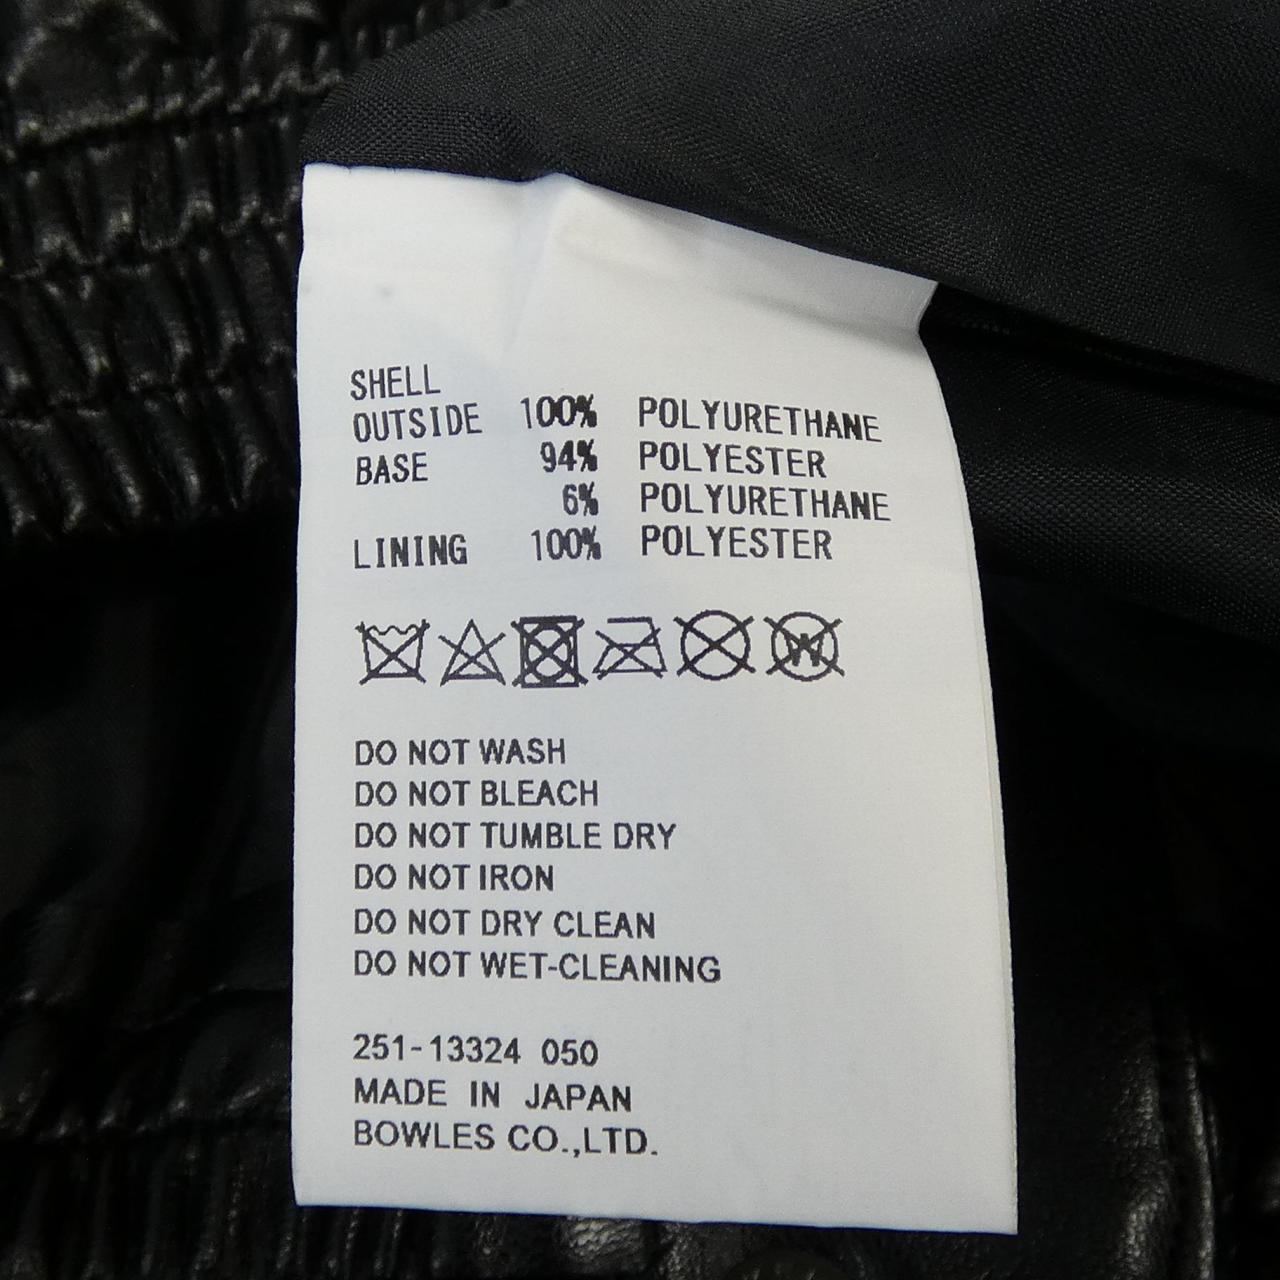 SHELL
OUTSIDE 100% POLYURETHANE
BASE 94% POLYESTER
6% POLYURETHANE
LINING 100% POLYESTER
W
DO NOT WASH
DO NOT BLEACH
DO NOT TUMBLE DRY
DO NOT IRON
DO NOT DRY CLEAN
DO NOT WET-CLEANING
251-13324 050
MADE IN JAPAN
BOWLES CO.,LTD.